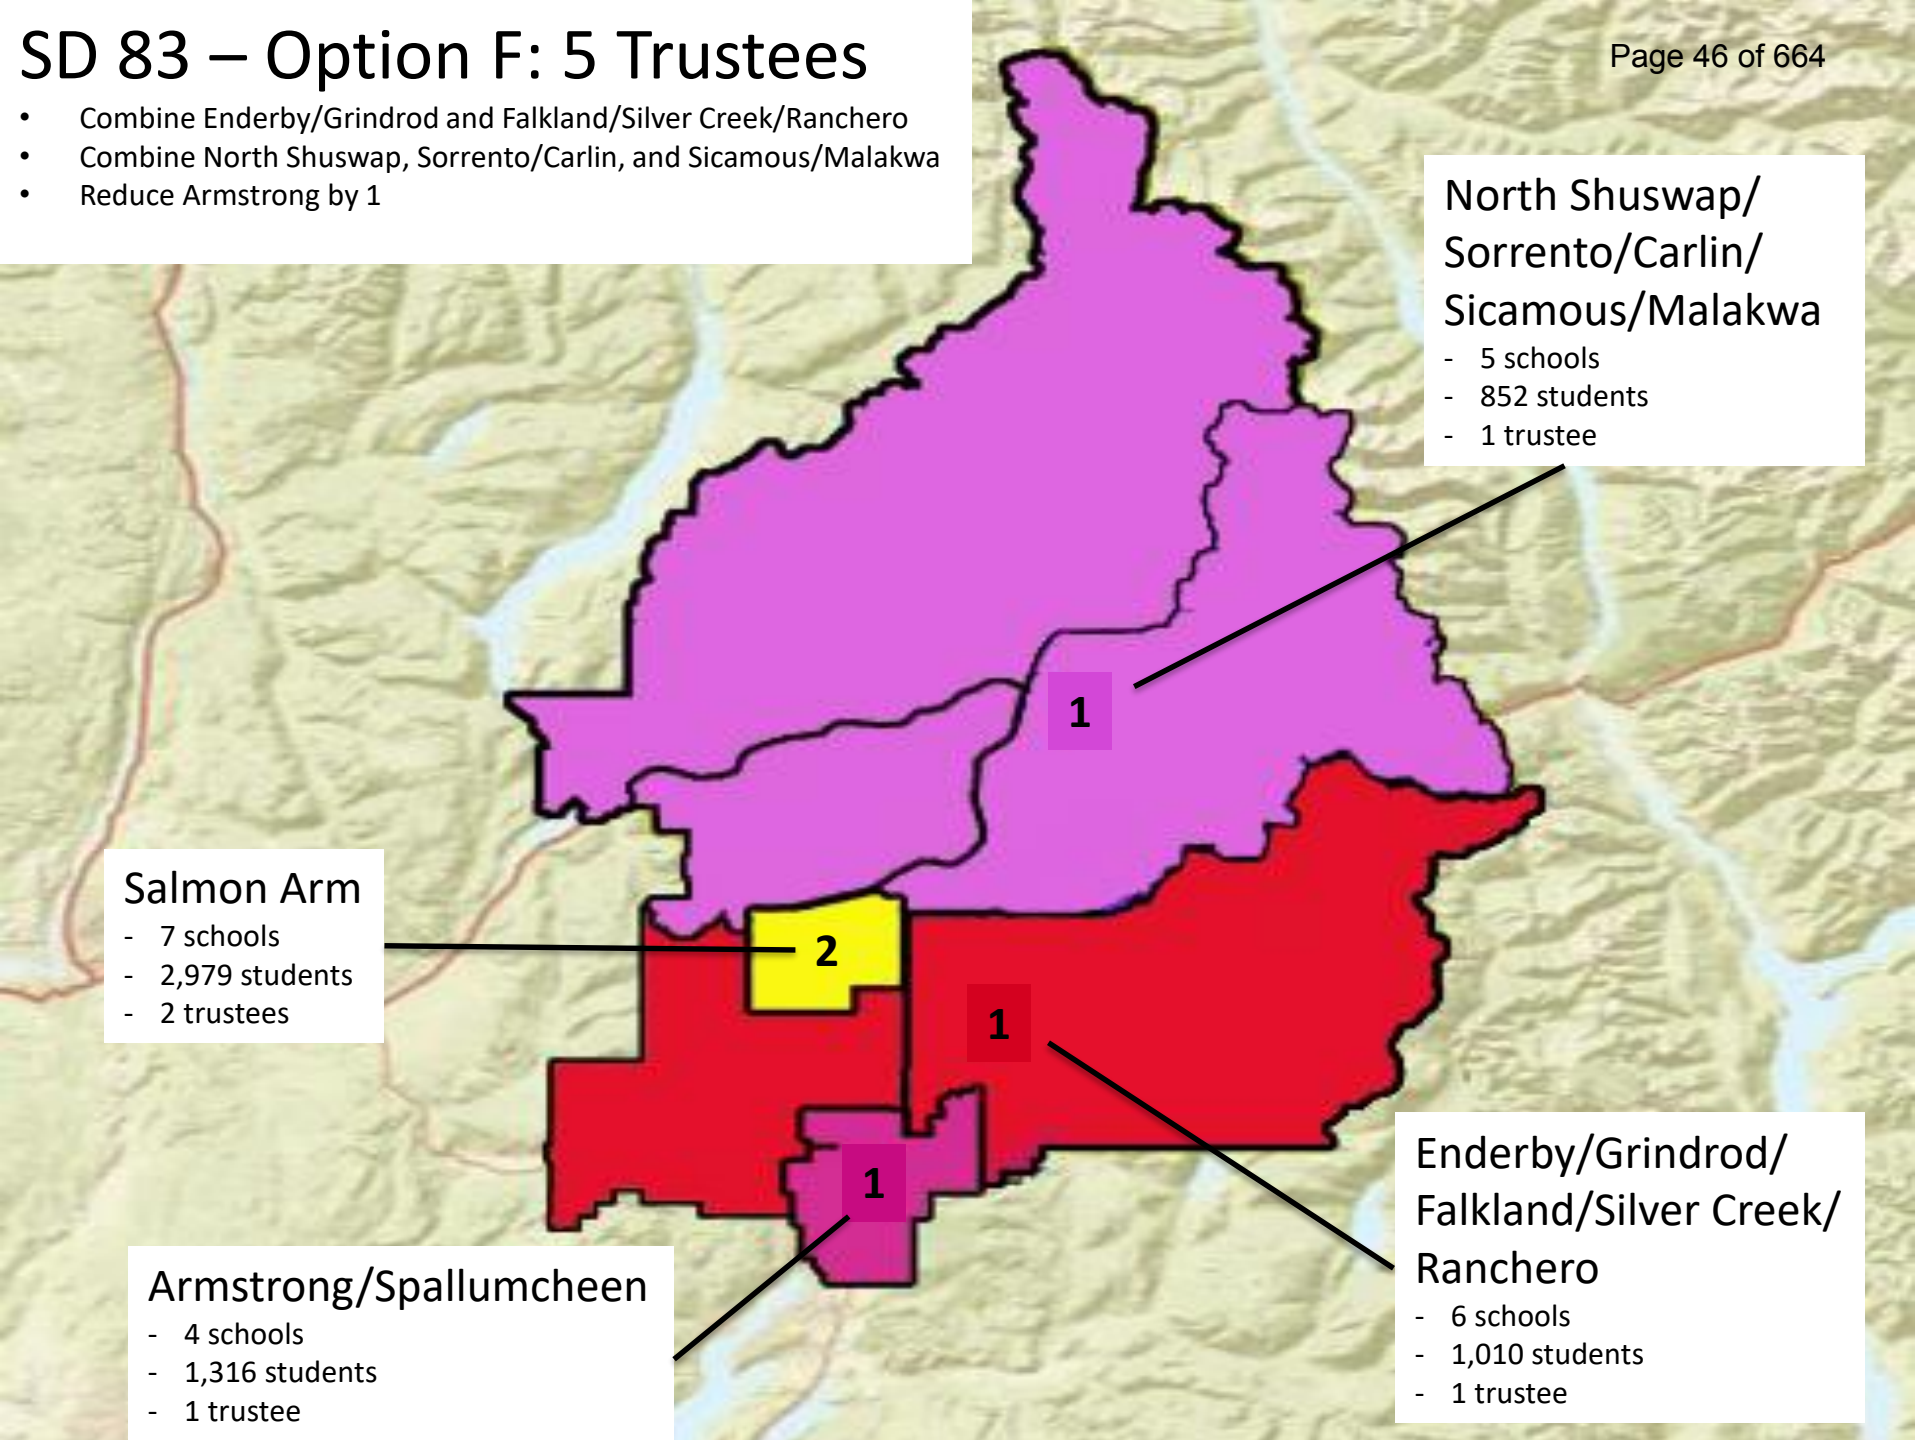 SD 83 – Option F: 5 Trustees
• Combine Enderby/Grindrod and Falkland/Silver Creek/Ranchero
• Combine North Shuswap, Sorrento/Carlin, and Sicamous/Malakwa
• Reduce Armstrong by 1
Page 46 of 664
North Shuswap/
Sorrento/Carlin/
Sicamous/Malakwa
- 5 schools
- 852 students
- 1 trustee
1
Salmon Arm
- 7 schools
- 2,979 students
- 2 trustees
2
1
1
Enderby/Grindrod/
Falkland/Silver Creek/
Ranchero
- 6 schools
- 1,010 students
- 1 trustee
Armstrong/Spallumcheen
- 4 schools
- 1,316 students
- 1 trustee